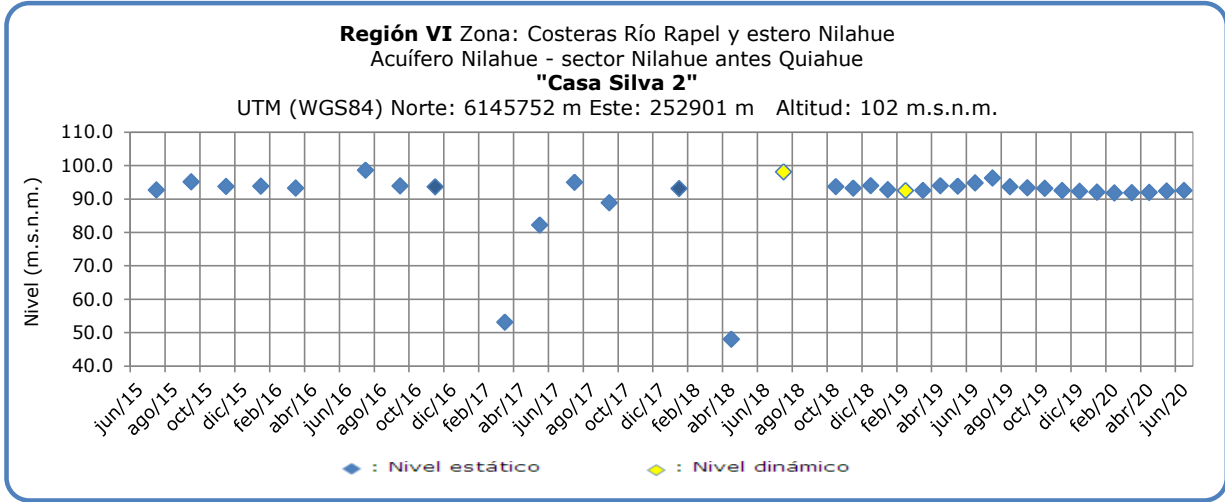 Región VI Zona: Costeras Río Rapel y estero Nilahue
Acuífero Nilahue - sector Nilahue antes Quiahue
"Casa Silva 2"
UTM (WGS84) Norte: 6145752 m Este: 252901 m Altitud: 102 m.s.n.m.
Nivel (m.s.n.m.)
110.0
100.0
90.0
80.0
70.0
60.0
50.0
40.0
jun/15
ago/15
oct/15
dic/15
feb/16
abr/16
jun/16
ago/16
oct/16
dic/16
feb/17
abr/17
jun/17
ago/17
oct/17
dic/17
feb/18
abr/18
jun/18
ago/18
oct/18
dic/18
feb/19
abr/19
jun/19
ago/19
oct/19
dic/19
feb/20
abr/20
jun/20
: Nivel estático
: Nivel dinámico